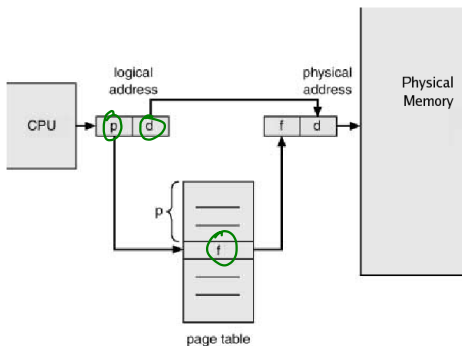 logical
address
physical
address
Physical
Memory
CPU
p
d
f
d
p
f
page table